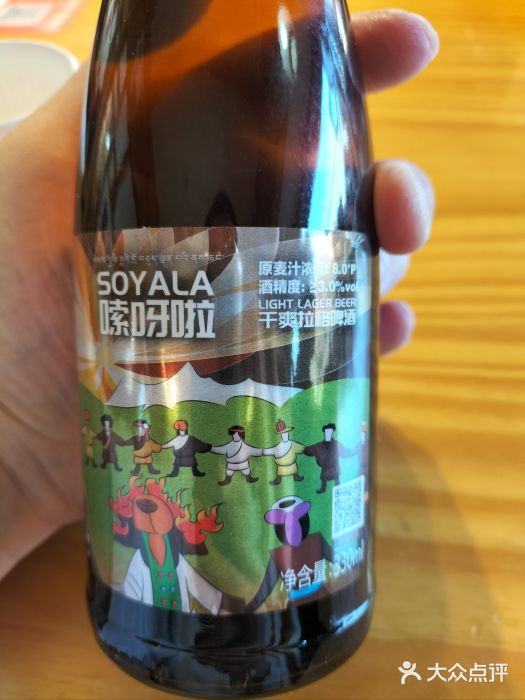 SOYALA
嗦呀啦
原麦汁浓度: 8.0°P
酒精度: ≥3.0%vol
LIGHT LAGER BEER
干爽拉格啤酒
净含量:330ml
大众点评